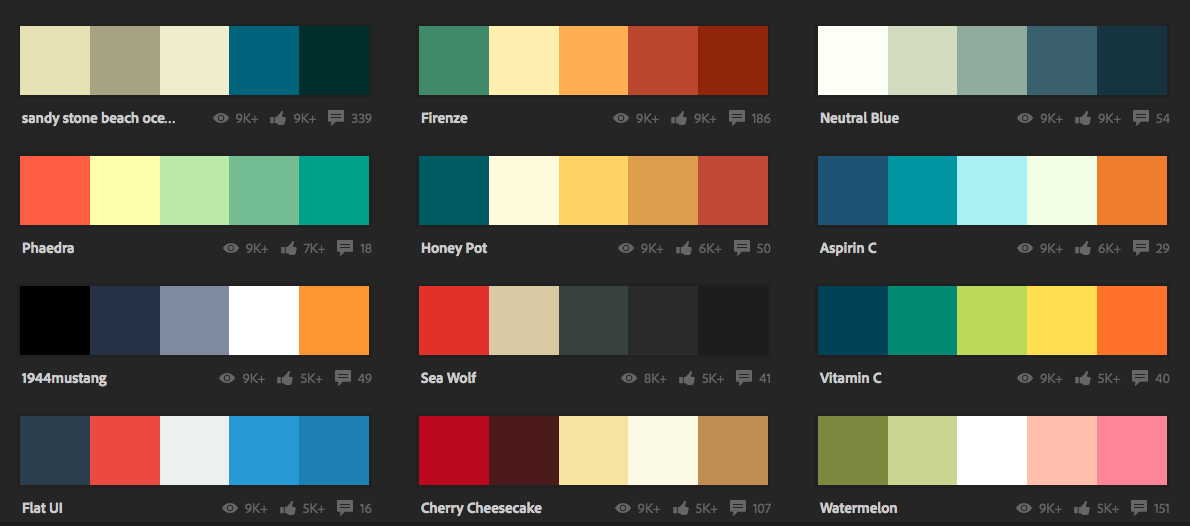 sandy stone beach oce... 9K+ 9K+ 339
Firenze 9K+ 9K+ 186
Neutral Blue 9K+ 9K+ 54
Phaedra 9K+ 7K+ 18
Honey Pot 9K+ 6K+ 50
Aspirin C 9K+ 6K+ 29
1944mustang 9K+ 5K+ 49
Sea Wolf 8K+ 5K+ 41
Vitamin C 9K+ 5K+ 40
Flat UI 9K+ 5K+ 16
Cherry Cheesecake 9K+ 5K+ 107
Watermelon 9K+ 5K+ 151